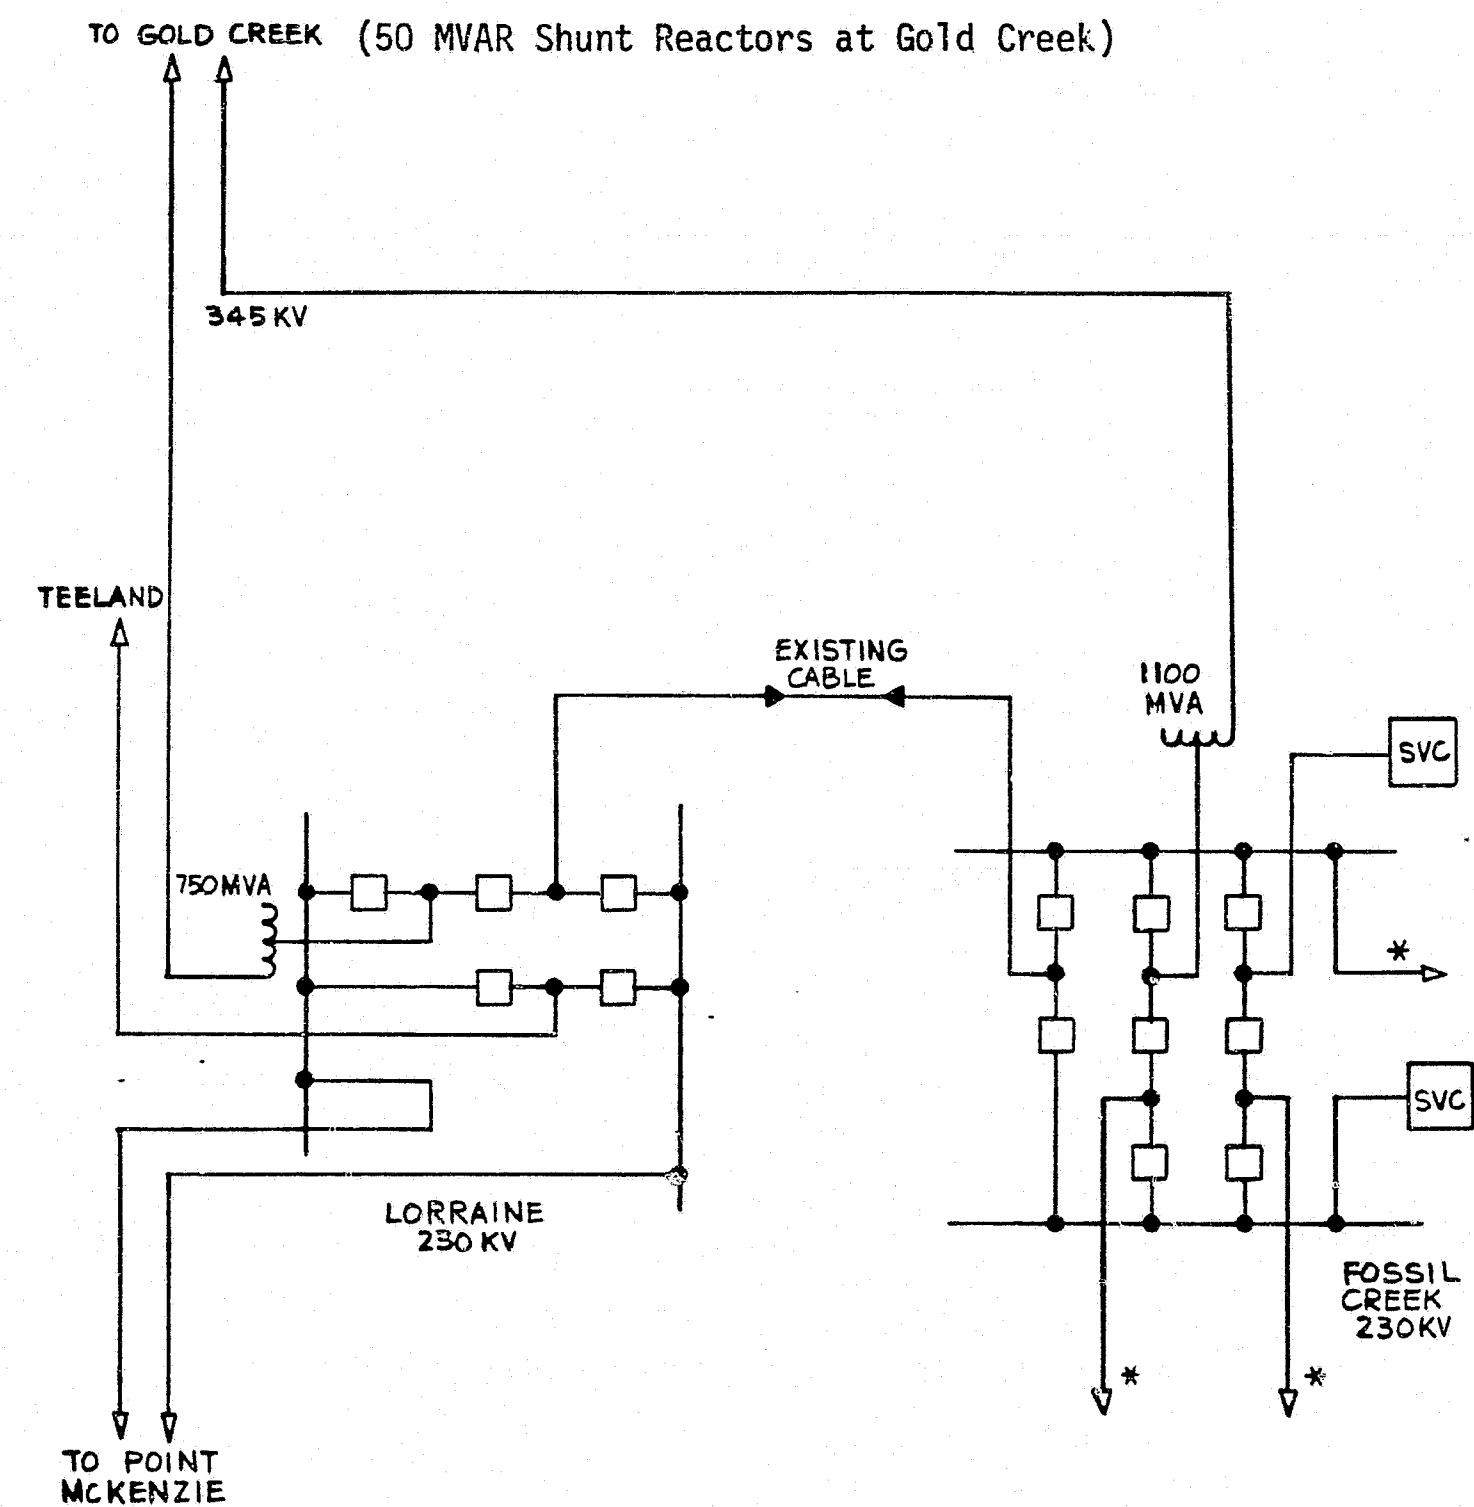 TO GOLD CREEK (50 MVAR Shunt Reactors at Gold Creek)
345 KV
TEELAND
EXISTING
CABLE
1100
MVA
SVC
750 MVA
*
SVC
LORRAINE
230 KV
FOSSIL
CREEK
230 KV
*
*
TO POINT
MCKENZIE